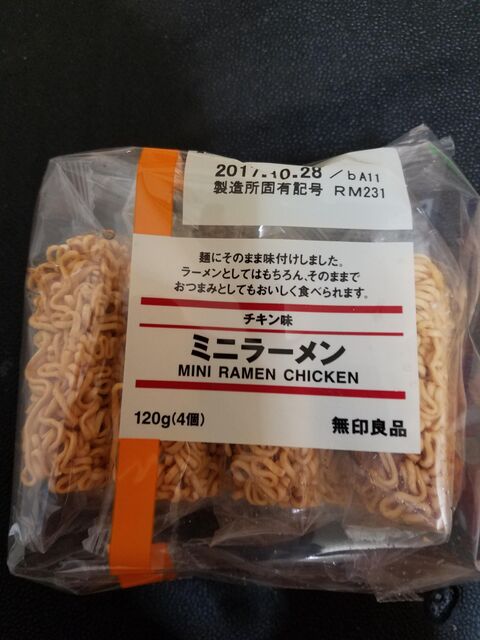 2017.10.28 / bA11
製造所固有記号 RM231
麺にそのまま味付けしました。
ラーメンとしてはもちろん、そのままで
おつまみとしてもおいしく食べられます。
チキン味
ミニラーメン
MINI RAMEN CHICKEN
120g(4個)
無印良品